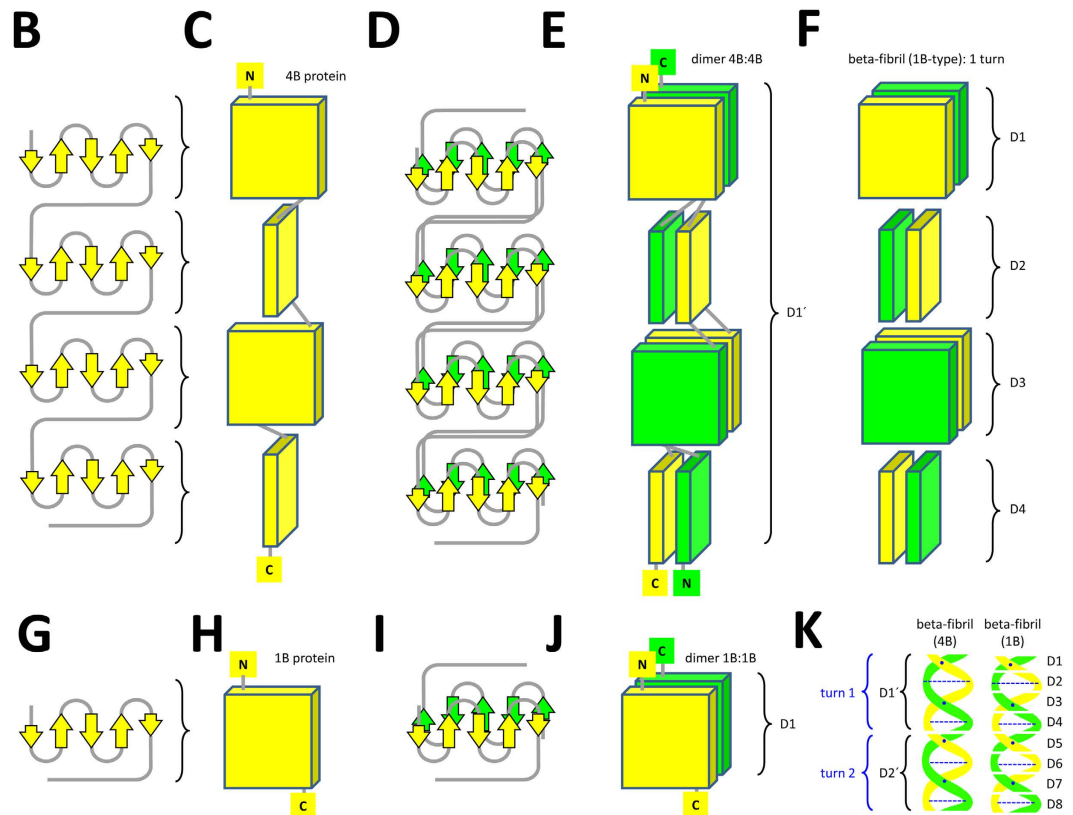 B
C
D
E
F
4B protein
dimer 4B:4B
beta-fibril (1B-type): 1 turn
N
C
N
D1
D2
D1´
D3
D4
C
C
N
G
H
I
J
K
1B protein
dimer 1B:1B
beta-fibril
(4B)
beta-fibril
(1B)
N
C
N
D1
C
C
turn 1
D1´
turn 2
D2´
D1
D2
D3
D4
D5
D6
D7
D8